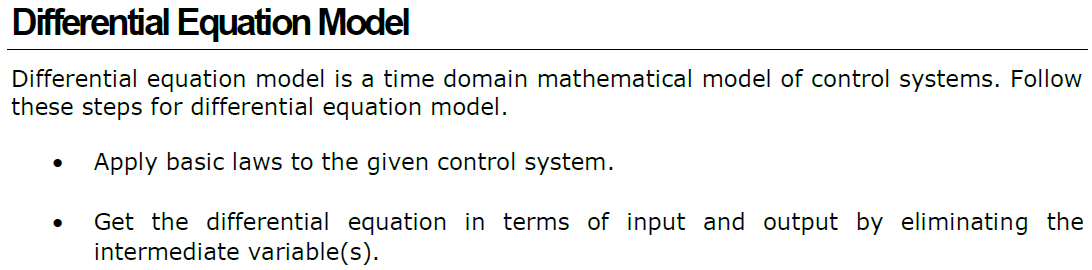 Differential Equation Model
Differential equation model is a time domain mathematical model of control systems. Follow
these steps for differential equation model.
• Apply basic laws to the given control system.
• Get the differential equation in terms of input and output by eliminating the
intermediate variable(s).